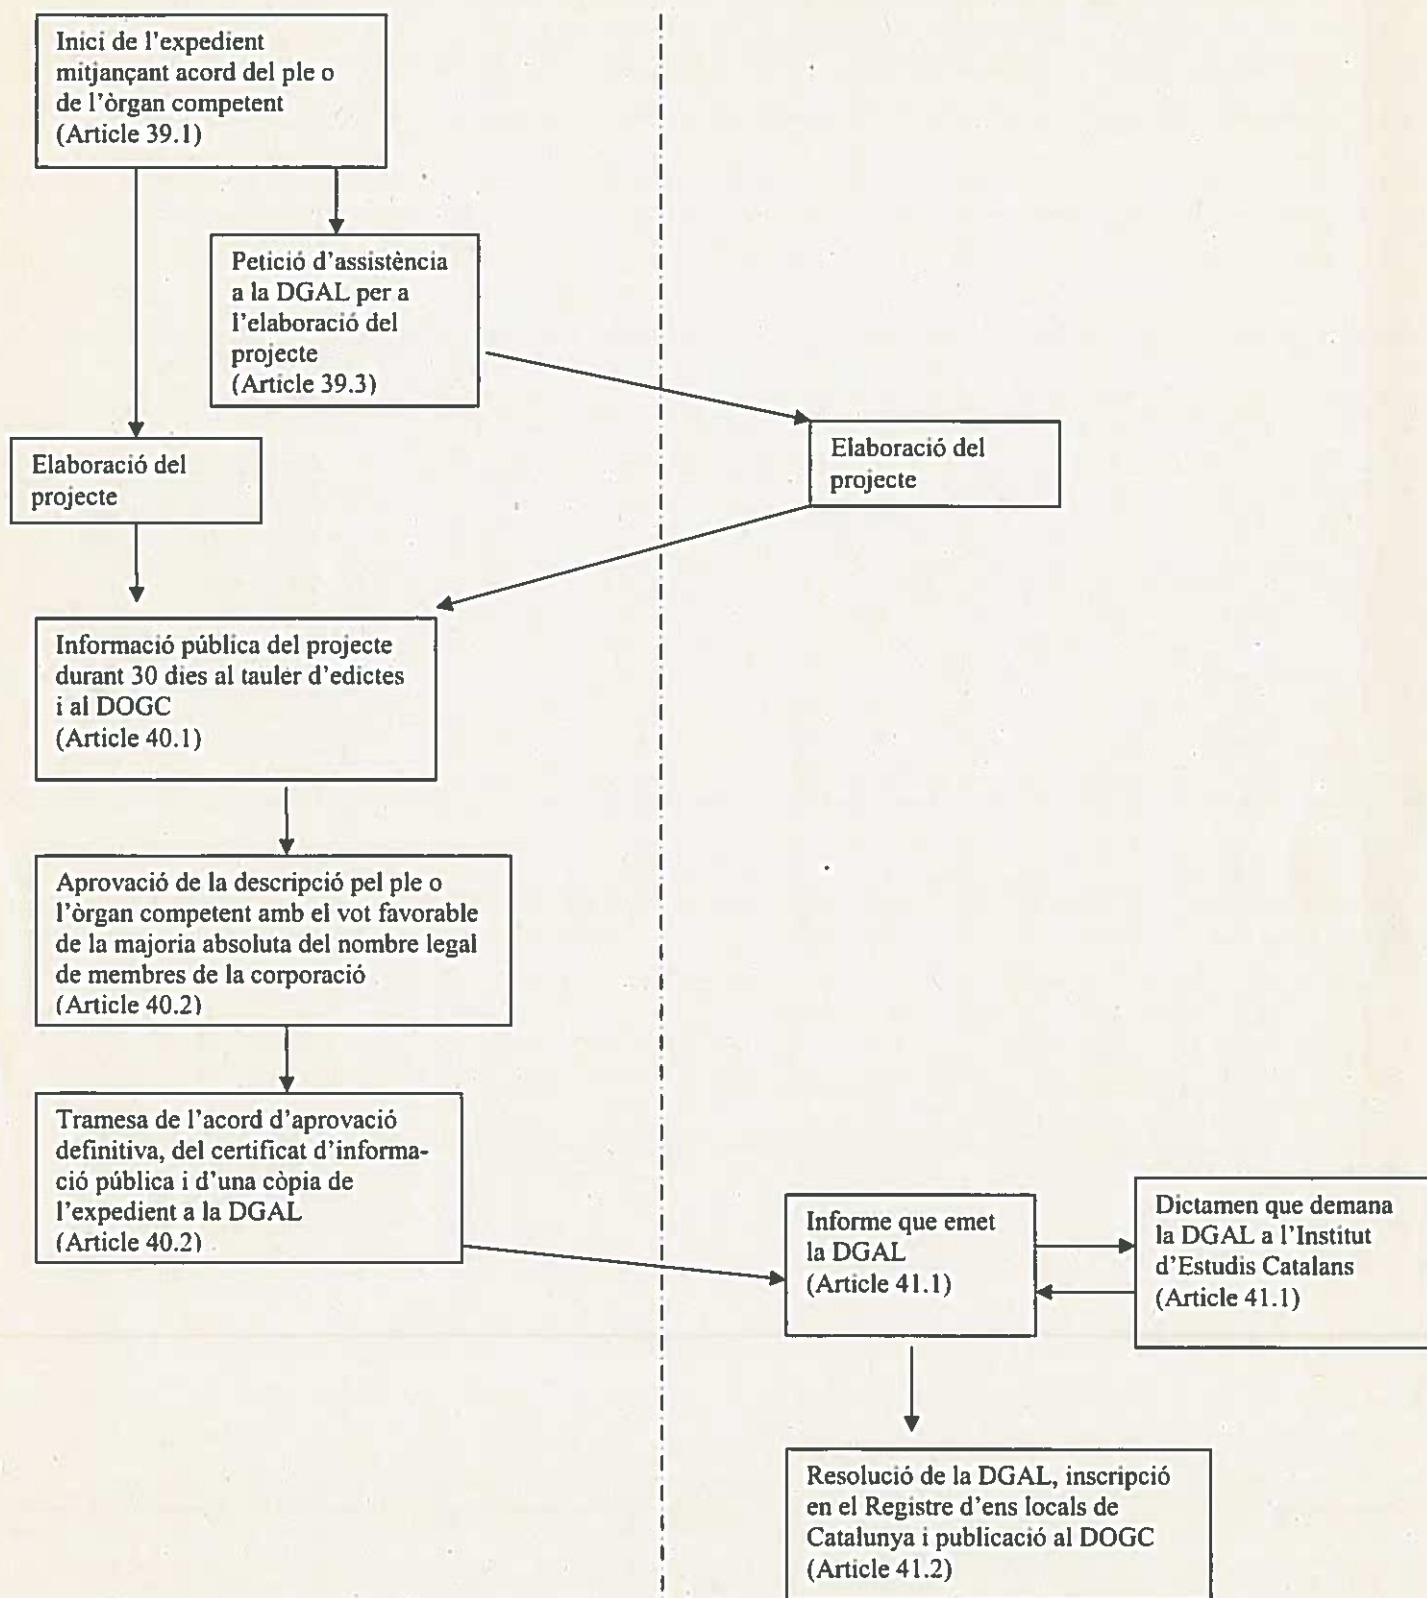 Inici de l'expedient
mitjançant acord del ple o
de l'òrgan competent
(Article 39.1)
Petició d'assistència
a la DGAL per a
l'elaboració del
projecte
(Article 39.3)
Elaboració del
projecte
Elaboració del
projecte
Informació pública del projecte
durant 30 dies al tauler d'edictes
i al DOGC
(Article 40.1)
Aprovació de la descripció pel ple o
l'òrgan competent amb el vot favorable
de la majoria absoluta del nombre legal
de membres de la corporació
(Article 40.2)
Tramesa de l'acord d'aprovació
definitiva, del certificat d'informa-
ció pública i d'una còpia de
l'expedient a la DGAL
(Article 40.2)
Informe que emet
la DGAL
(Article 41.1)
Dictamen que demana
la DGAL a l'Institut
d'Estudis Catalans
(Article 41.1)
Resolució de la DGAL, inscripció
en el Registre d'ens locals de
Catalunya i publicació al DOGC
(Article 41.2)